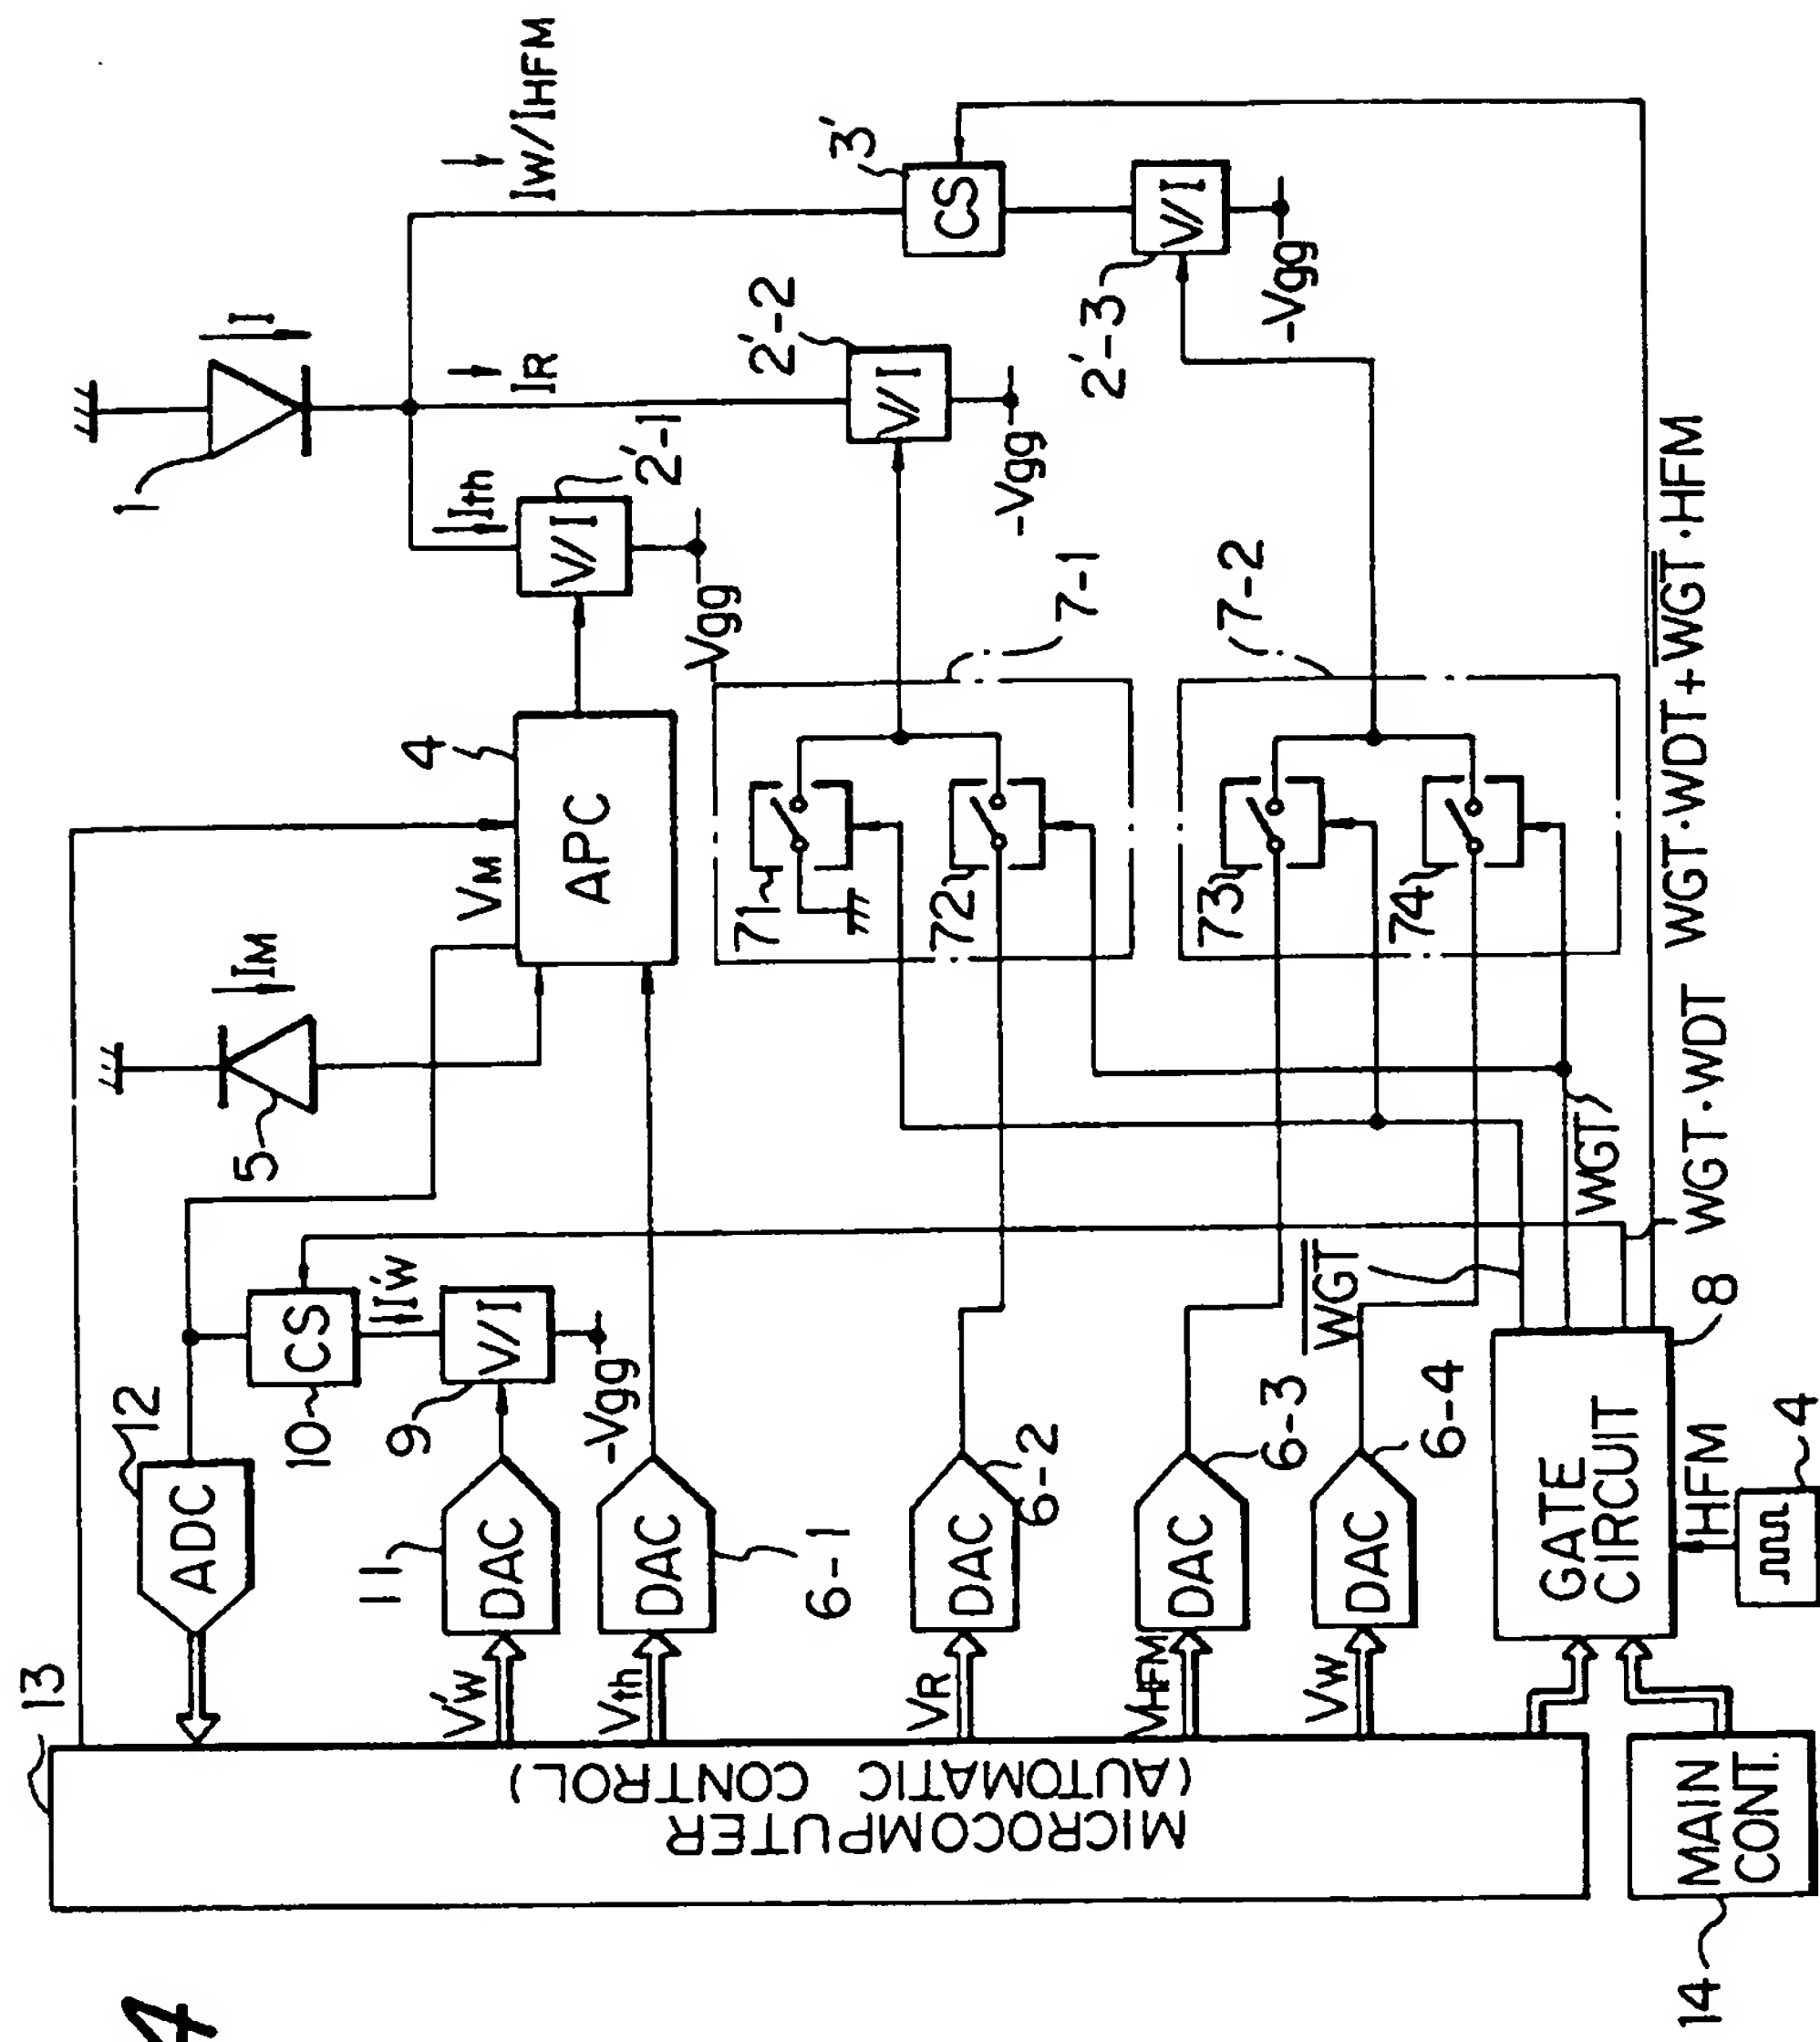 4
13
MICROCOMPUTER
(AUTOMATIC CONTROL)
14
MAIN
CONT.
12
ADC
10
CS
I'W
9
V/I
-Vgg
11
DAC
V'W
Vth
DAC
6-1
VR
DAC
6-2
VHFM
DAC
6-3
VW
DAC
6-4
GATE
CIRCUIT
8
HFM
4
5
IM
VM
APC
4
1
I
Ith
V/I
2'-1
-Vgg
IR
V/I
2'-2
-Vgg
IW/IHFM
CS
3'
V/I
2'-3
-Vgg
7-1
71
72
7-2
73
74
W̅G̅T̅
WGT
WGT·WDT
WGT·WDT+W̅G̅T̅·HFM